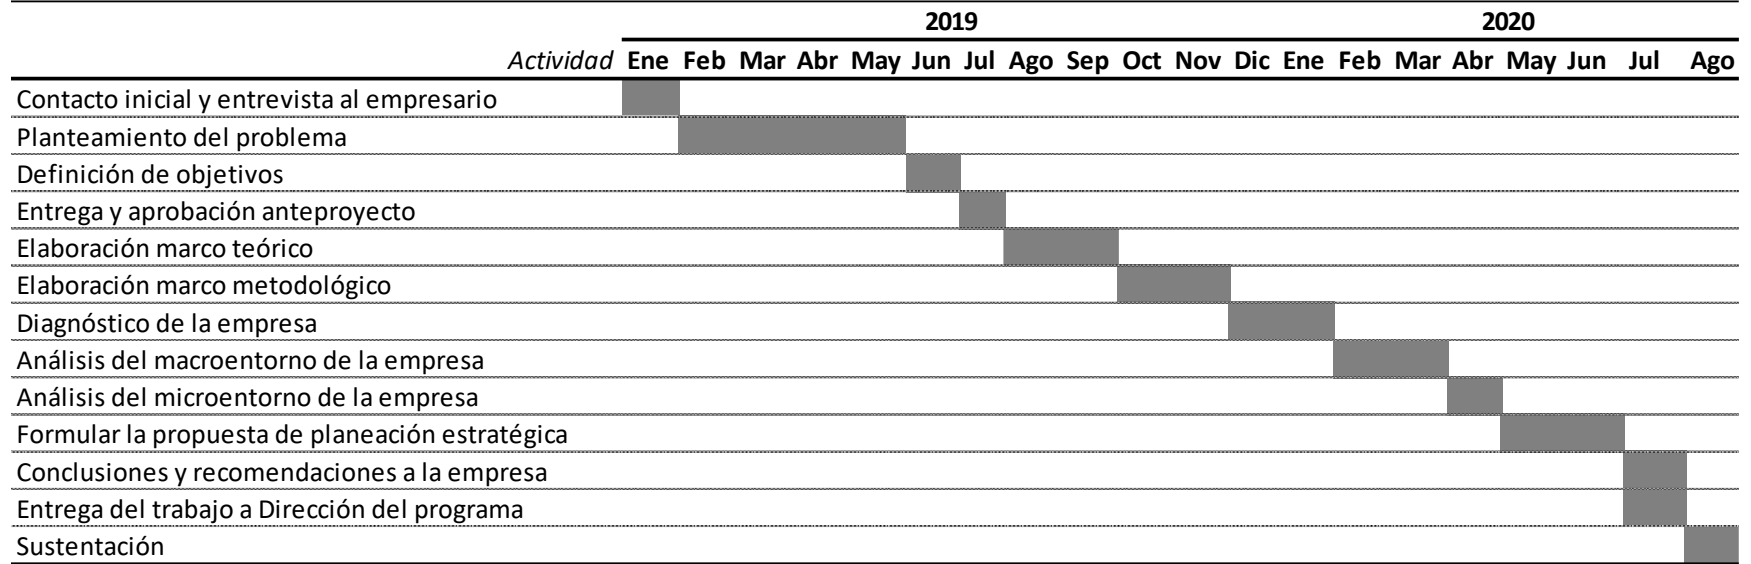 2019 2020
Actividad Ene Feb Mar Abr May Jun Jul Ago Sep Oct Nov Dic Ene Feb Mar Abr May Jun Jul Ago
Contacto inicial y entrevista al empresario
Planteamiento del problema
Definición de objetivos
Entrega y aprobación anteproyecto
Elaboración marco teórico
Elaboración marco metodológico
Diagnóstico de la empresa
Análisis del macroentorno de la empresa
Análisis del microentorno de la empresa
Formular la propuesta de planeación estratégica
Conclusiones y recomendaciones a la empresa
Entrega del trabajo a Dirección del programa
Sustentación